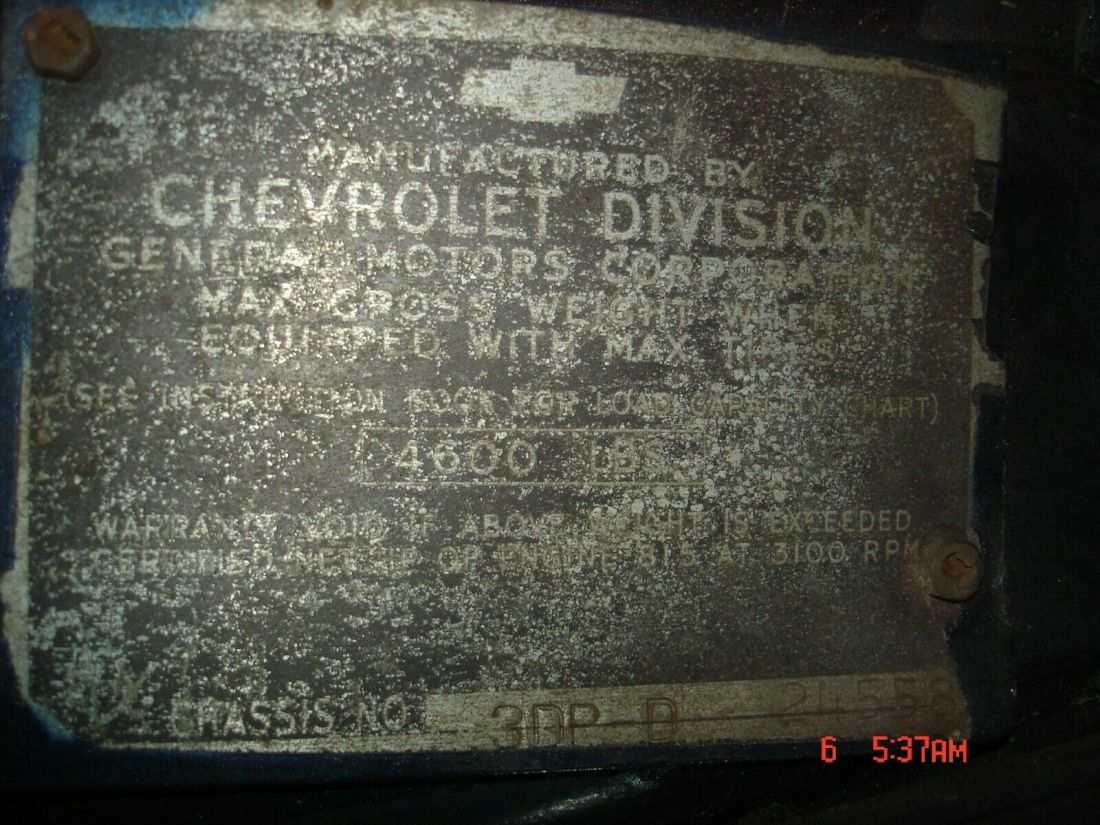 MANUFACTURED BY
CHEVROLET DIVISION
GENERAL MOTORS CORPORATION
MAX. GROSS WEIGHT WHEN
EQUIPPED WITH MAX. TIRES
(SEE INSTRUCTION BOOK FOR LOAD CAPACITY CHART)
4600 LBS.
WARRANTY VOID IF ABOVE WEIGHT IS EXCEEDED
CERTIFIED NET HP OF ENGINE 81.5 AT 3100 RPM
CHASSIS NO. 3DP-D 24558
6 5:37AM